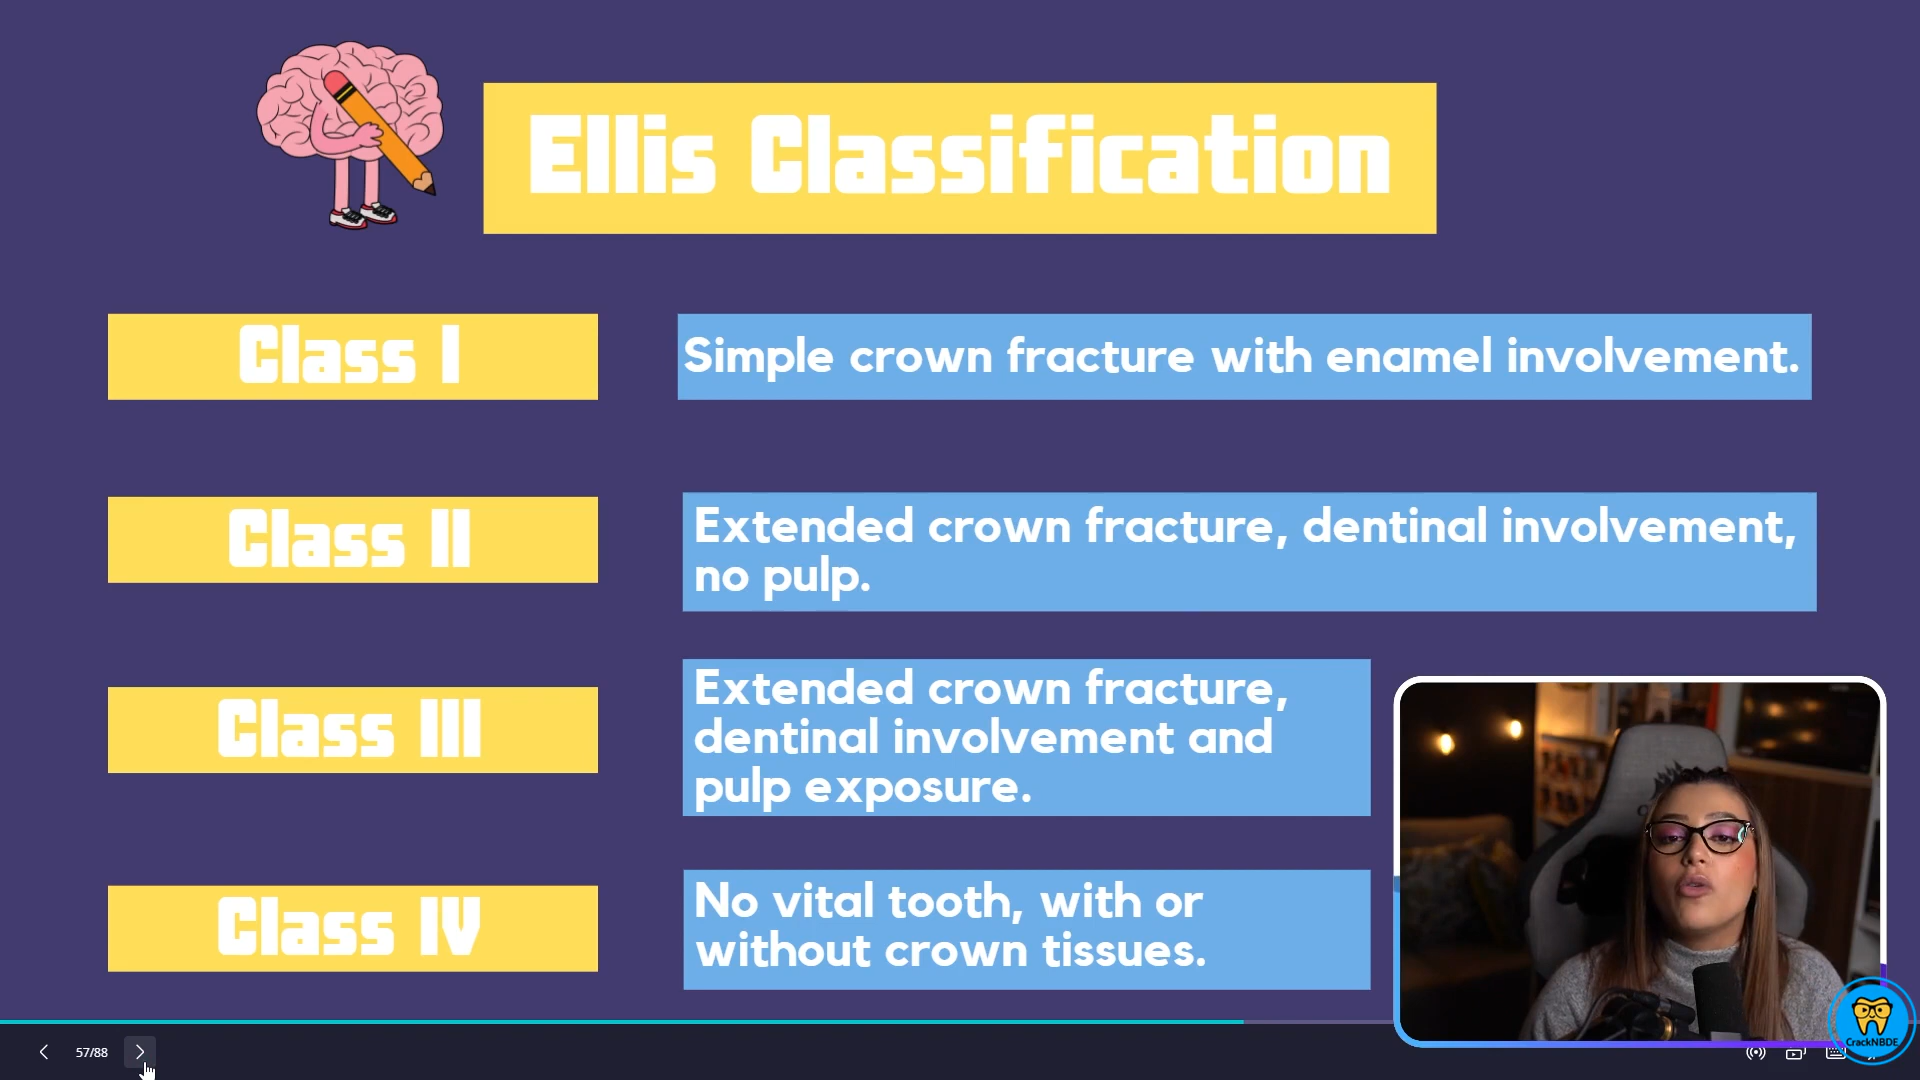 Ellis Classification
Class I
Simple crown fracture with enamel involvement.
Class II
Extended crown fracture, dentinal involvement,
no pulp.
Class III
Extended crown fracture,
dentinal involvement and
pulp exposure.
Class IV
No vital tooth, with or
without crown tissues.
57/88
CrackNBDE